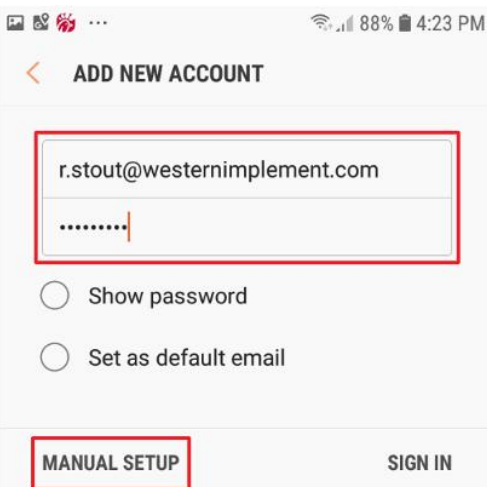 88% 4:23 PM
ADD NEW ACCOUNT
r.stout@westernimplement.com
•••••••••
Show password
Set as default email
MANUAL SETUP SIGN IN